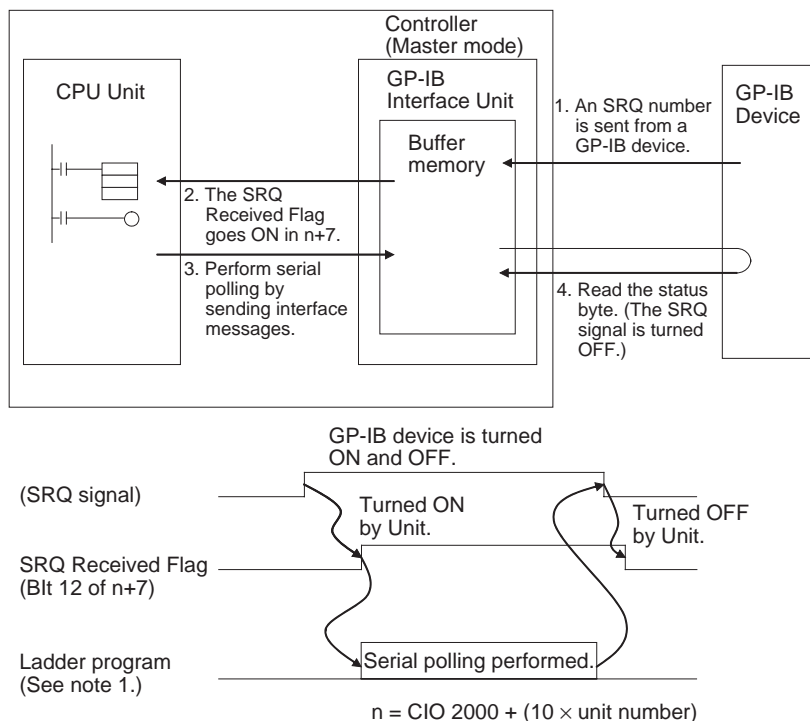 Controller
(Master mode)
CPU Unit
GP-IB
Interface Unit
Buffer
memory
GP-IB
Device
1. An SRQ number
is sent from a
GP-IB device.
2. The SRQ
Received Flag
goes ON in n+7.
3. Perform serial
polling by
sending interface
messages.
4. Read the status
byte. (The SRQ
signal is turned
OFF.)
GP-IB device is turned
ON and OFF.
(SRQ signal)
Turned ON
by Unit.
Turned OFF
by Unit.
SRQ Received Flag
(BIt 12 of n+7)
Ladder program
(See note 1.)
Serial polling performed.
n = CIO 2000 + (10 × unit number)